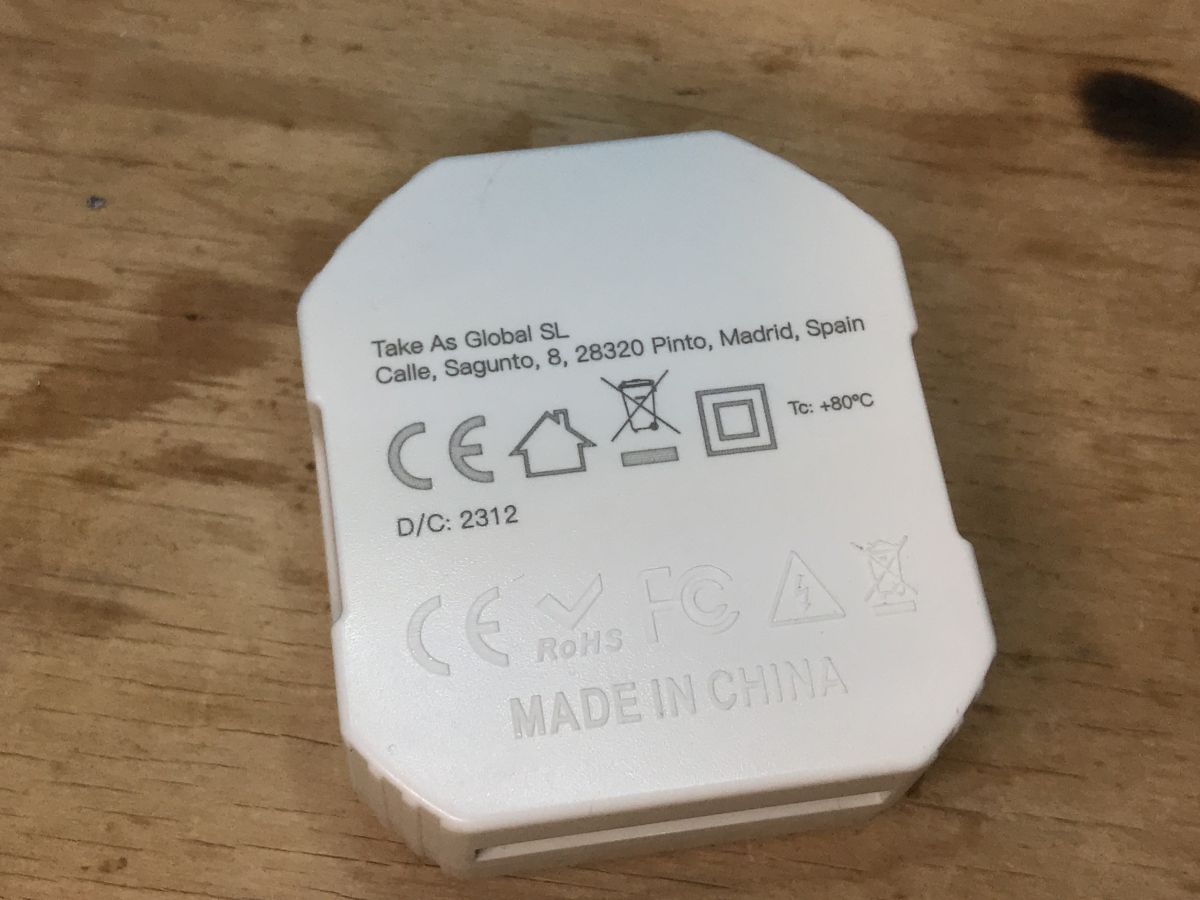 Take As Global SL
Calle, Sagunto, 8, 28320 Pinto, Madrid, Spain
CE
Tc: +80°C
D/C: 2312
CE RoHS FC
MADE IN CHINA